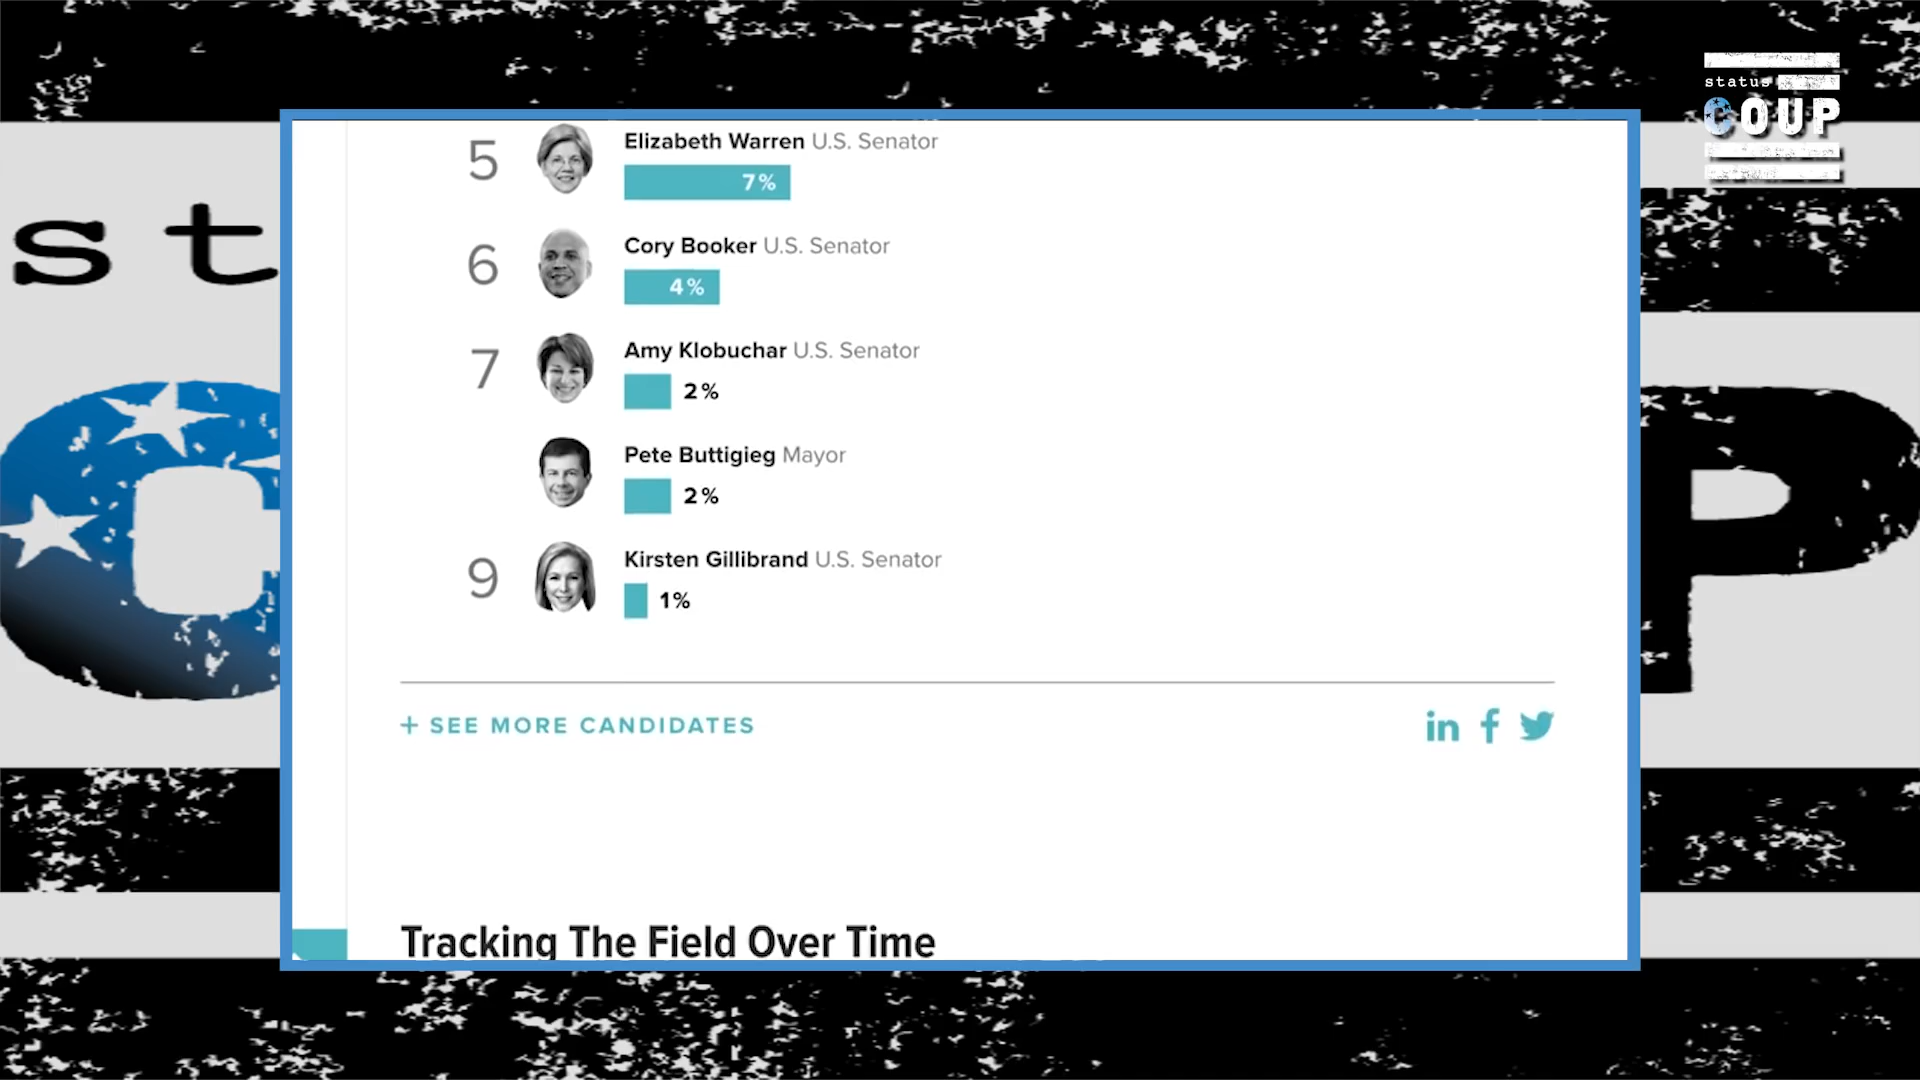 status
COUP
st
C
P
5
Elizabeth Warren U.S. Senator
7%
6
Cory Booker U.S. Senator
4%
7
Amy Klobuchar U.S. Senator
2%
Pete Buttigieg Mayor
2%
9
Kirsten Gillibrand U.S. Senator
1%
+ SEE MORE CANDIDATES
in f
Tracking The Field Over Time